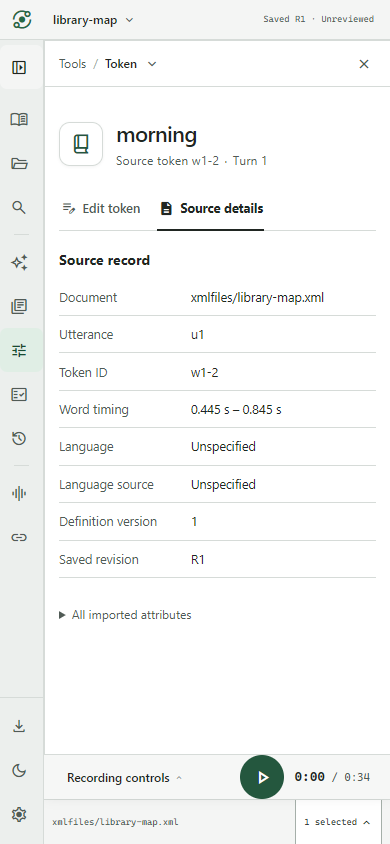 library-map
Saved R1 · Unreviewed
Tools / Token
morning
Source token w1-2 · Turn 1
Edit token
Source details
Source record
Document xmlfiles/library-map.xml
Utterance u1
Token ID w1-2
Word timing 0.445 s – 0.845 s
Language Unspecified
Language source Unspecified
Definition version 1
Saved revision R1
All imported attributes
Recording controls
0:00 / 0:34
xmlfiles/library-map.xml
1 selected